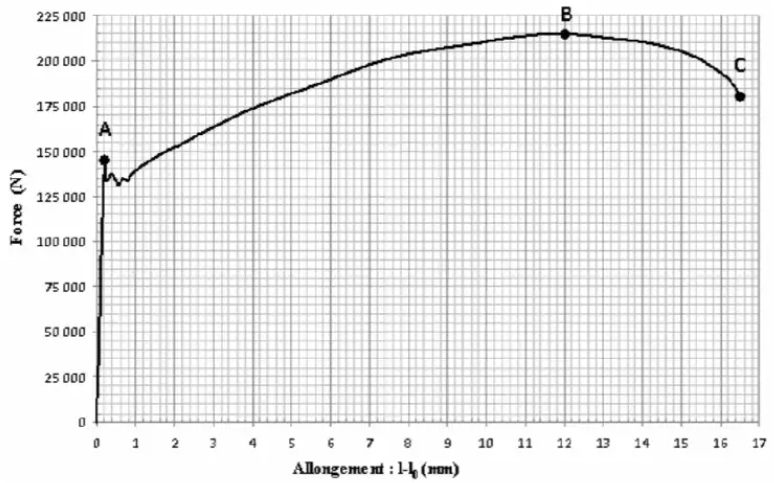 225 000
200 000
175 000
150 000
125 000
100 000
75 000
50 000
25 000
0
Force (N)
A
B
C
0 1 2 3 4 5 6 7 8 9 10 11 12 13 14 15 16 17
Allongement : l-l₀ (mm)